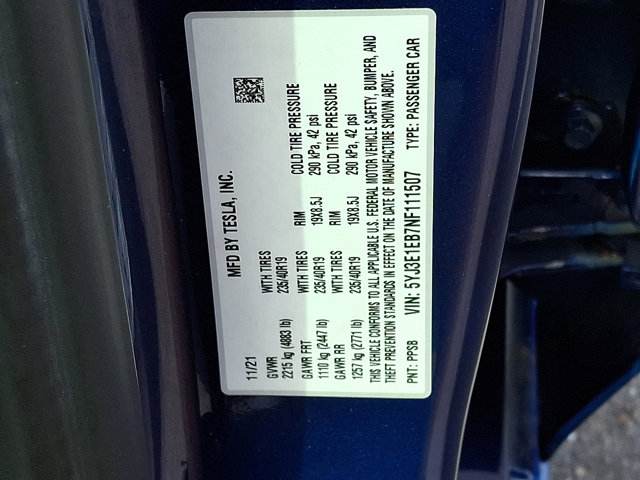 MFD BY TESLA, INC.
11/21
GVWR WITH TIRES
2215 kg (4883 lb) 235/40R19
GAWR FRT WITH TIRES RIM COLD TIRE PRESSURE
1110 kg (2447 lb) 235/40R19 19X8.5J 290 kPa, 42 psi
GAWR RR WITH TIRES RIM COLD TIRE PRESSURE
1257 kg (2771 lb) 235/40R19 19X8.5J 290 kPa, 42 psi
THIS VEHICLE CONFORMS TO ALL APPLICABLE U.S. FEDERAL MOTOR VEHICLE SAFETY, BUMPER, AND
THEFT PREVENTION STANDARDS IN EFFECT ON THE DATE OF MANUFACTURE SHOWN ABOVE.
PNT: PPSB VIN: 5YJ3E1EB7NF111507 TYPE: PASSENGER CAR